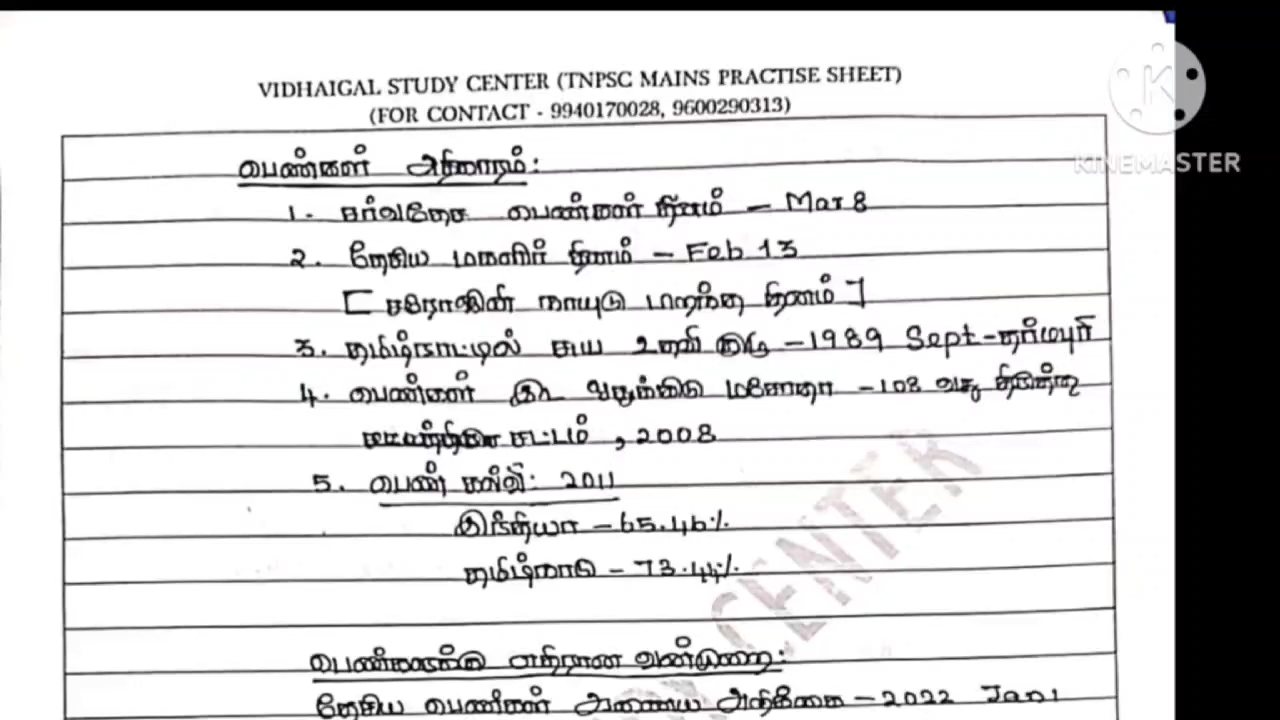 VIDHAIGAL STUDY CENTER (TNPSC MAINS PRACTISE SHEET)
(FOR CONTACT - 9940170028, 9600290313)
KINEMASTER
பெண்கள் அதிகாரம்:
1. சர்வதேச பெண்கள் தினம் - Mar 8
2. தேசிய மகளிர் தினம் - Feb 13
[சரோஜினி நாயுடு பிறந்த தினம்]
3. தமிழ்நாட்டில் சுய உதவி குழு - 1989 Sept - தர்மபுரி
4. பெண்கள் இட ஒதுக்கீடு மசோதா - 108 வது திருத்த
சட்டம், 2008
5. பெண் கல்வி: 2011
இந்தியா - 65.46%
தமிழ்நாடு - 73.44%
CENTER
பெண்களுக்கு எதிரான வன்முறை:
தேசிய பெண்கள் ஆணைய அறிக்கை - 2022 Jan 1